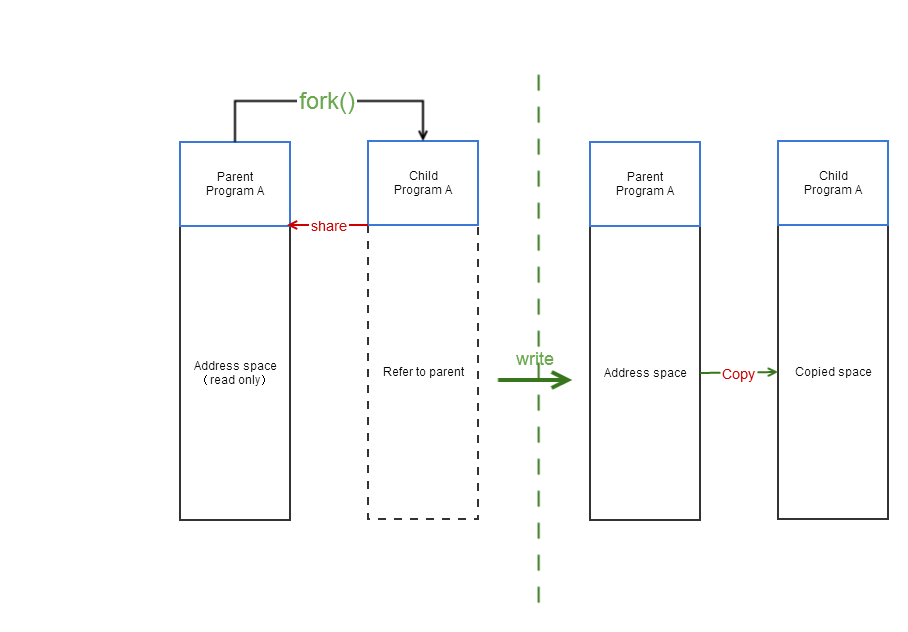 fork()
Parent
Program A
Child
Program A
share
Address space
(read only)
Refer to parent
write
Parent
Program A
Child
Program A
Address space
Copy
Copied space